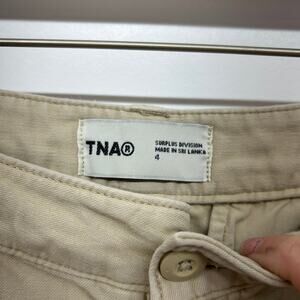 TNA®
SURPLUS DIVISION
MADE IN SRI LANKA
4